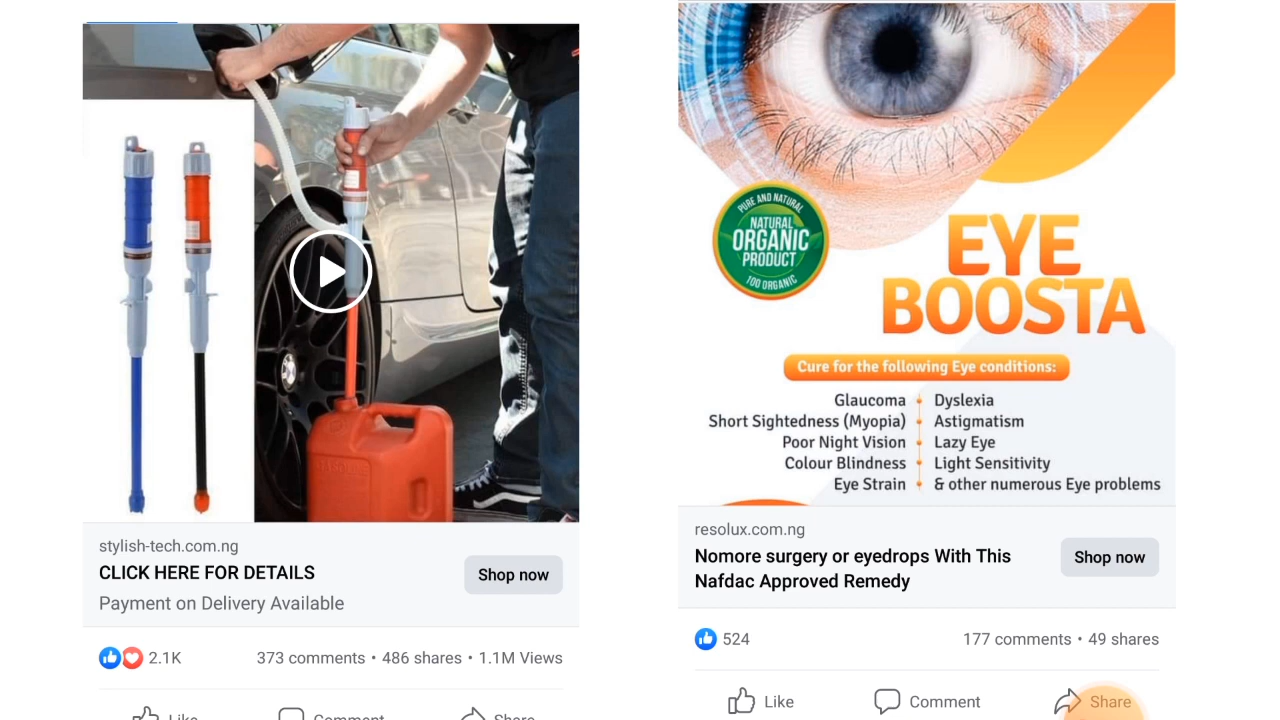 stylish-tech.com.ng
CLICK HERE FOR DETAILS
Payment on Delivery Available
Shop now
2.1K
373 comments • 486 shares • 1.1M Views
Like
Comment
Share
PURE AND NATURAL
NATURAL
ORGANIC
PRODUCT
100 ORGANIC
EYE
BOOSTA
Cure for the following Eye conditions:
Glaucoma
Dyslexia
Short Sightedness (Myopia)
Astigmatism
Poor Night Vision
Lazy Eye
Colour Blindness
Light Sensitivity
Eye Strain
& other numerous Eye problems
resolux.com.ng
Nomore surgery or eyedrops With This
Nafdac Approved Remedy
Shop now
524
177 comments • 49 shares
Like
Comment
Share